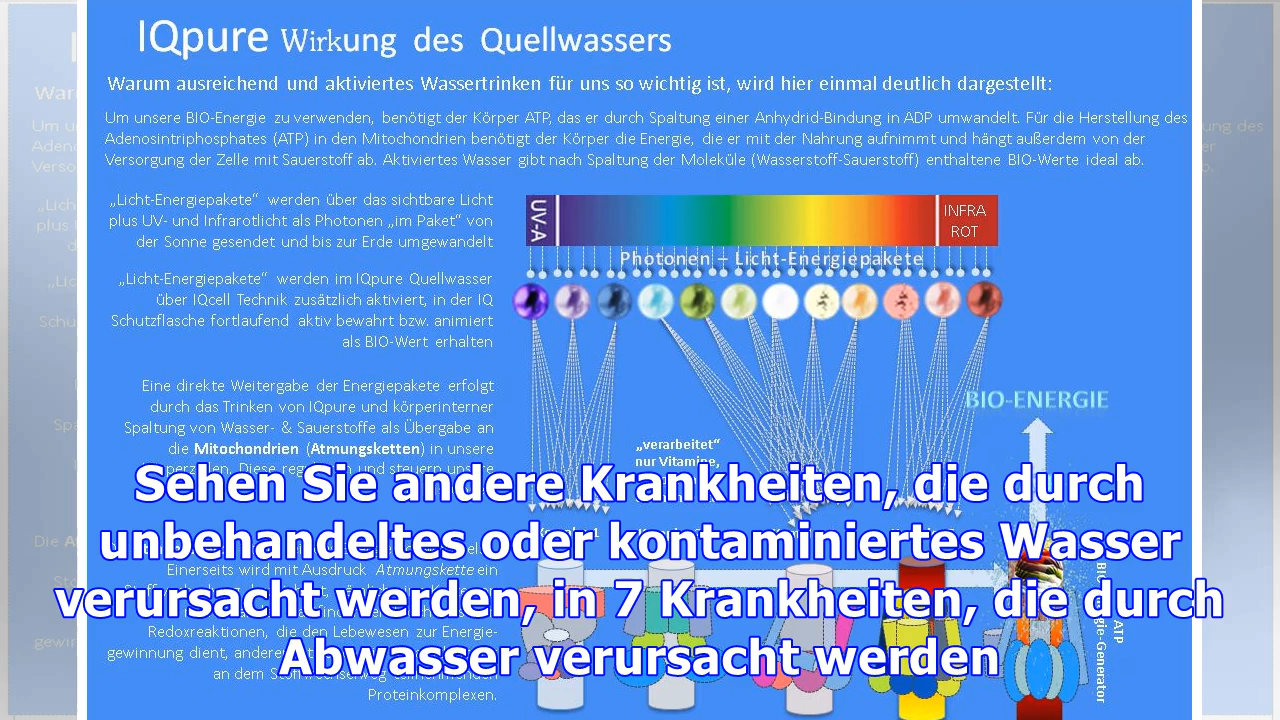 IQpure Wirkung des Quellwassers
Warum ausreichend und aktiviertes Wassertrinken für uns so wichtig ist, wird hier einmal deutlich dargestellt:
Um unsere BIO-Energie zu verwenden, benötigt der Körper ATP, das er durch Spaltung einer Anhydrid-Bindung in ADP umwandelt. Für die Herstellung des
Adenosintriphosphates (ATP) in den Mitochondrien benötigt der Körper die Energie, die er mit der Nahrung aufnimmt und hängt außerdem von der
Versorgung der Zelle mit Sauerstoff ab. Aktiviertes Wasser gibt nach Spaltung der Moleküle (Wasserstoff-Sauerstoff) enthaltene BIO-Werte ideal ab.
„Licht-Energiepakete“ werden über das sichtbare Licht
plus UV- und Infrarotlicht als Photonen „im Paket“ von
der Sonne gesendet und bis zur Erde umgewandelt
„Licht-Energiepakete“ werden im IQpure Quellwasser
über IQcell Technik zusätzlich aktiviert, in der IQ
Schutzflasche fortlaufend aktiv bewahrt bzw. animiert
als BIO-Wert erhalten
Eine direkte Weitergabe der Energiepakete erfolgt
durch das Trinken von IQpure und körperinterner
Spaltung von Wasser- & Sauerstoffe als Übergabe an
die Mitochondrien (Atmungsketten) in unsere
UV-A
INFRA
ROT
Photonen – Licht-Energiepakete
BIO-ENERGIE
„verarbeitet“
nur Vitamine,
Sehen Sie andere Krankheiten, die durch
unbehandeltes oder kontaminiertes Wasser
verursacht werden, in 7 Krankheiten, die durch
Abwasser verursacht werden
Einerseits wird mit Ausdruck Atmungskette ein
Redoxreaktionen, die den Lebewesen zur Energie-
gewinnung dient,
an dem
Proteinkomplexen.
ATP